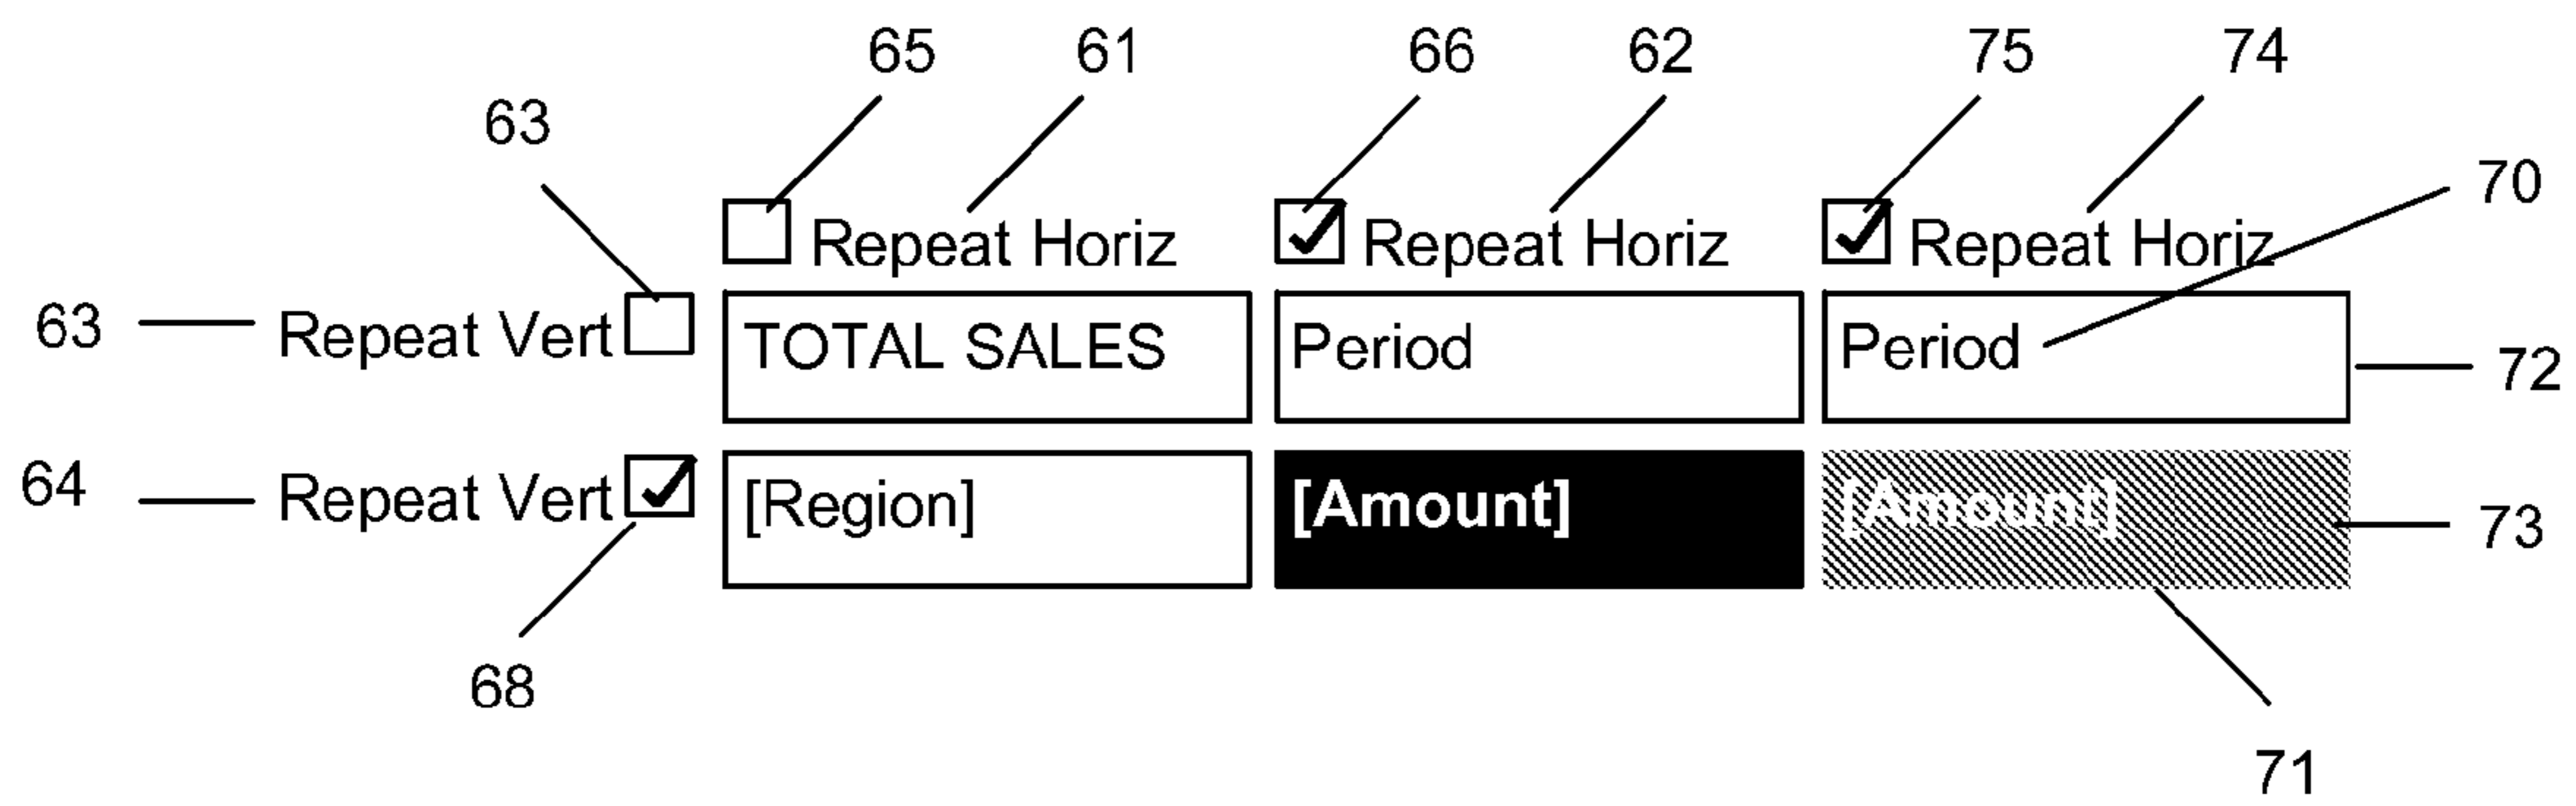 65 61 66 62 75 74
63
70
Repeat Horiz Repeat Horiz Repeat Horiz
63 Repeat Vert TOTAL SALES Period Period
72
64 Repeat Vert [Region] [Amount] [Amount]
73
68
71